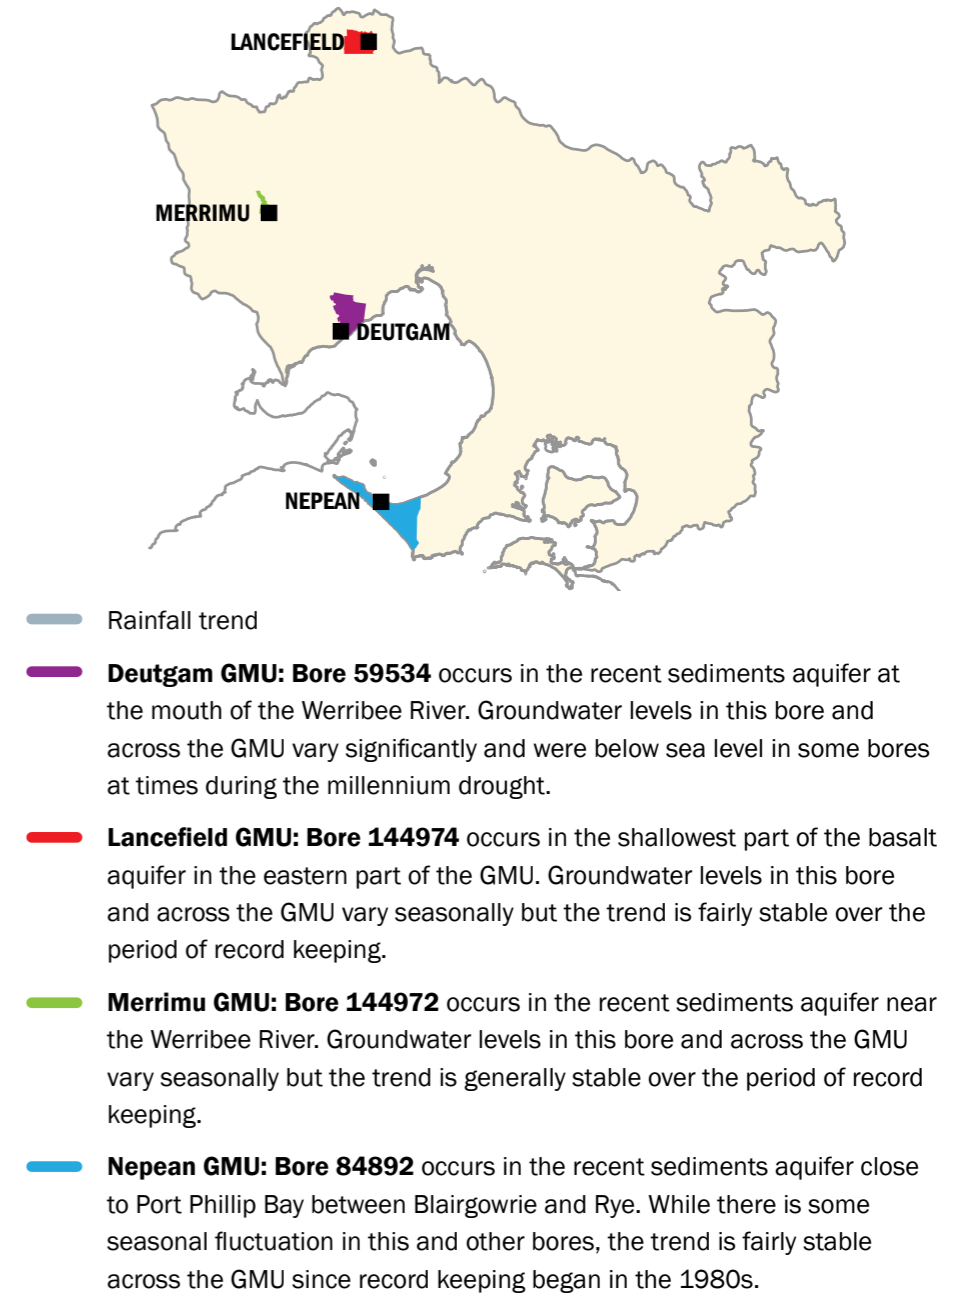 LANCEFIELD
MERRIMU
DEUTGAM
NEPEAN
Rainfall trend
Deutgam GMU: Bore 59534 occurs in the recent sediments aquifer at
the mouth of the Werribee River. Groundwater levels in this bore and
across the GMU vary significantly and were below sea level in some bores
at times during the millennium drought.
Lancefield GMU: Bore 144974 occurs in the shallowest part of the basalt
aquifer in the eastern part of the GMU. Groundwater levels in this bore
and across the GMU vary seasonally but the trend is fairly stable over the
period of record keeping.
Merrimu GMU: Bore 144972 occurs in the recent sediments aquifer near
the Werribee River. Groundwater levels in this bore and across the GMU
vary seasonally but the trend is generally stable over the period of record
keeping.
Nepean GMU: Bore 84892 occurs in the recent sediments aquifer close
to Port Phillip Bay between Blairgowrie and Rye. While there is some
seasonal fluctuation in this and other bores, the trend is fairly stable
across the GMU since record keeping began in the 1980s.